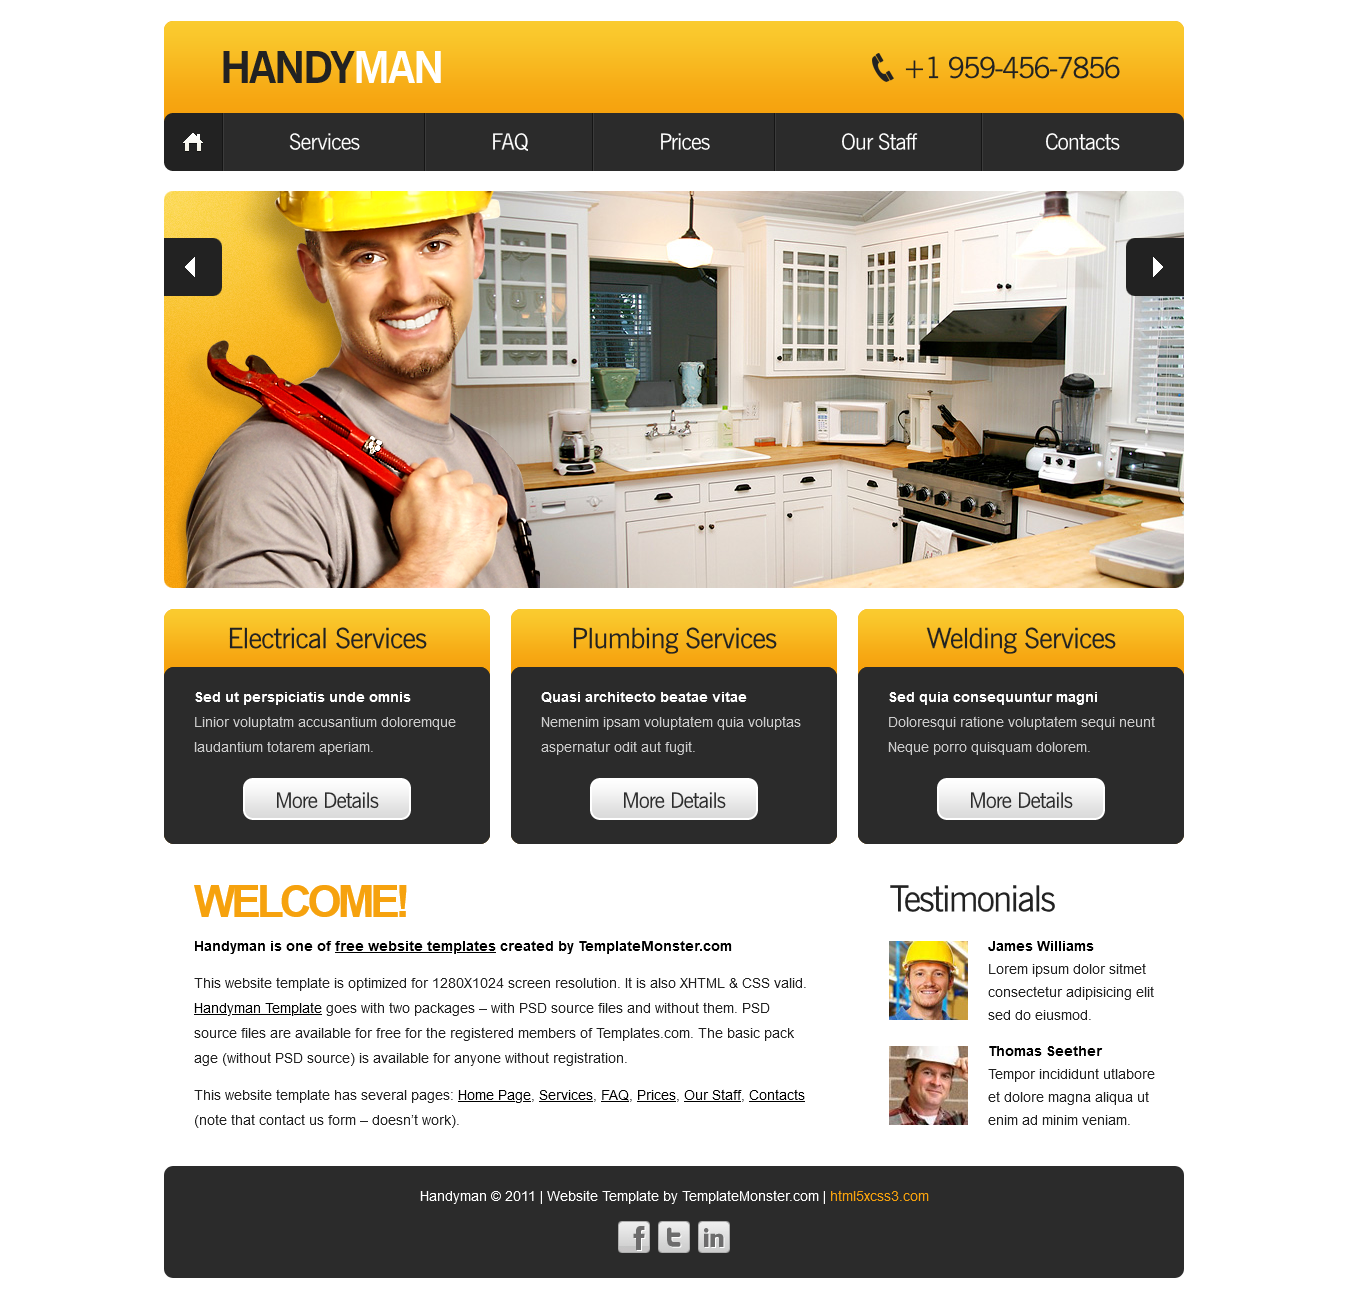 HANDYMAN
+1 959-456-7856
Services
FAQ
Prices
Our Staff
Contacts
Electrical Services
Sed ut perspiciatis unde omnis
Linior voluptatm accusantium doloremque
laudantium totarem aperiam.
More Details
Plumbing Services
Quasi architecto beatae vitae
Nemenim ipsam voluptatem quia voluptas
aspernatur odit aut fugit.
More Details
Welding Services
Sed quia consequuntur magni
Doloresqui ratione voluptatem sequi neunt
Neque porro quisquam dolorem.
More Details
WELCOME!
Handyman is one of free website templates created by TemplateMonster.com
This website template is optimized for 1280X1024 screen resolution. It is also XHTML & CSS valid.
Handyman Template goes with two packages – with PSD source files and without them. PSD
source files are available for free for the registered members of Templates.com. The basic pack
age (without PSD source) is available for anyone without registration.
This website template has several pages: Home Page, Services, FAQ, Prices, Our Staff, Contacts
(note that contact us form – doesn't work).
Testimonials
James Williams
Lorem ipsum dolor sitmet
consectetur adipisicing elit
sed do eiusmod.
Thomas Seether
Tempor incididunt utlabore
et dolore magna aliqua ut
enim ad minim veniam.
Handyman © 2011 | Website Template by TemplateMonster.com | html5xcss3.com